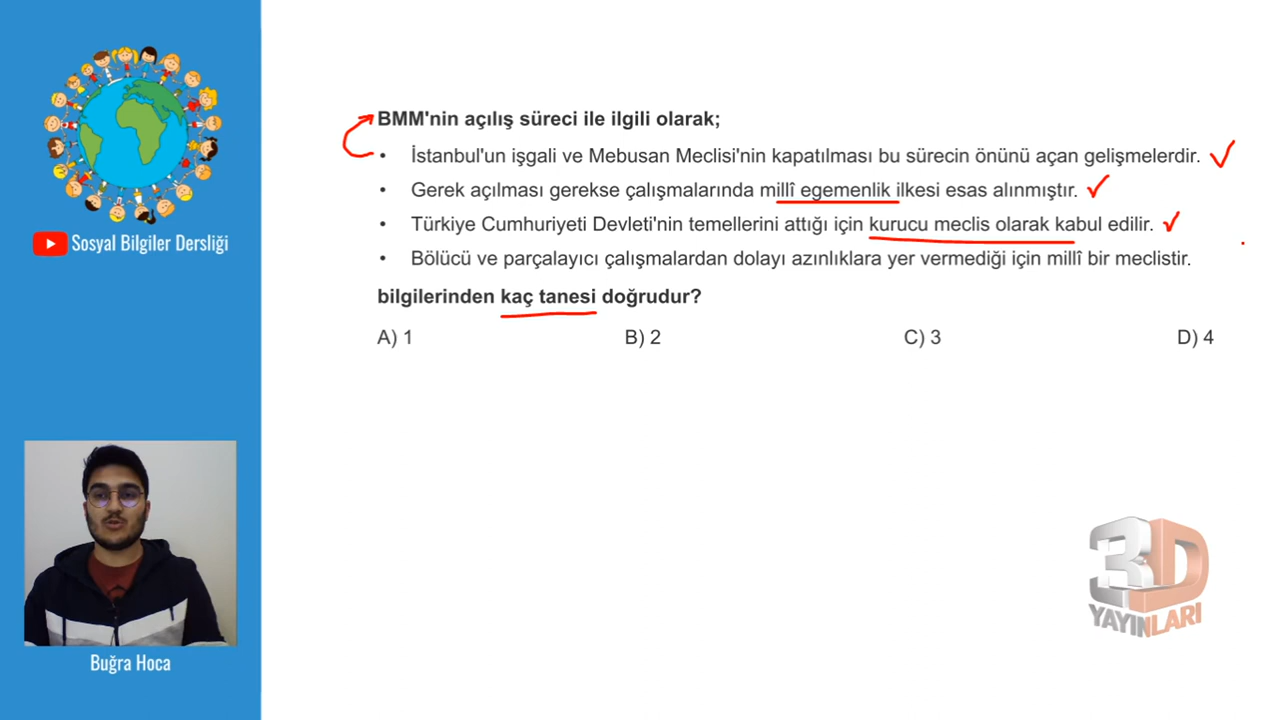 BMM'nin açılış süreci ile ilgili olarak;
• İstanbul'un işgali ve Mebusan Meclisi'nin kapatılması bu sürecin önünü açan gelişmelerdir.
• Gerek açılması gerekse çalışmalarında millî egemenlik ilkesi esas alınmıştır.
• Türkiye Cumhuriyeti Devleti'nin temellerini attığı için kurucu meclis olarak kabul edilir.
• Bölücü ve parçalayıcı çalışmalardan dolayı azınlıklara yer vermediği için millî bir meclistir.
bilgilerinden kaç tanesi doğrudur?
A) 1 B) 2 C) 3 D) 4
Sosyal Bilgiler Dersliği
Buğra Hoca
3D
YAYINLARI